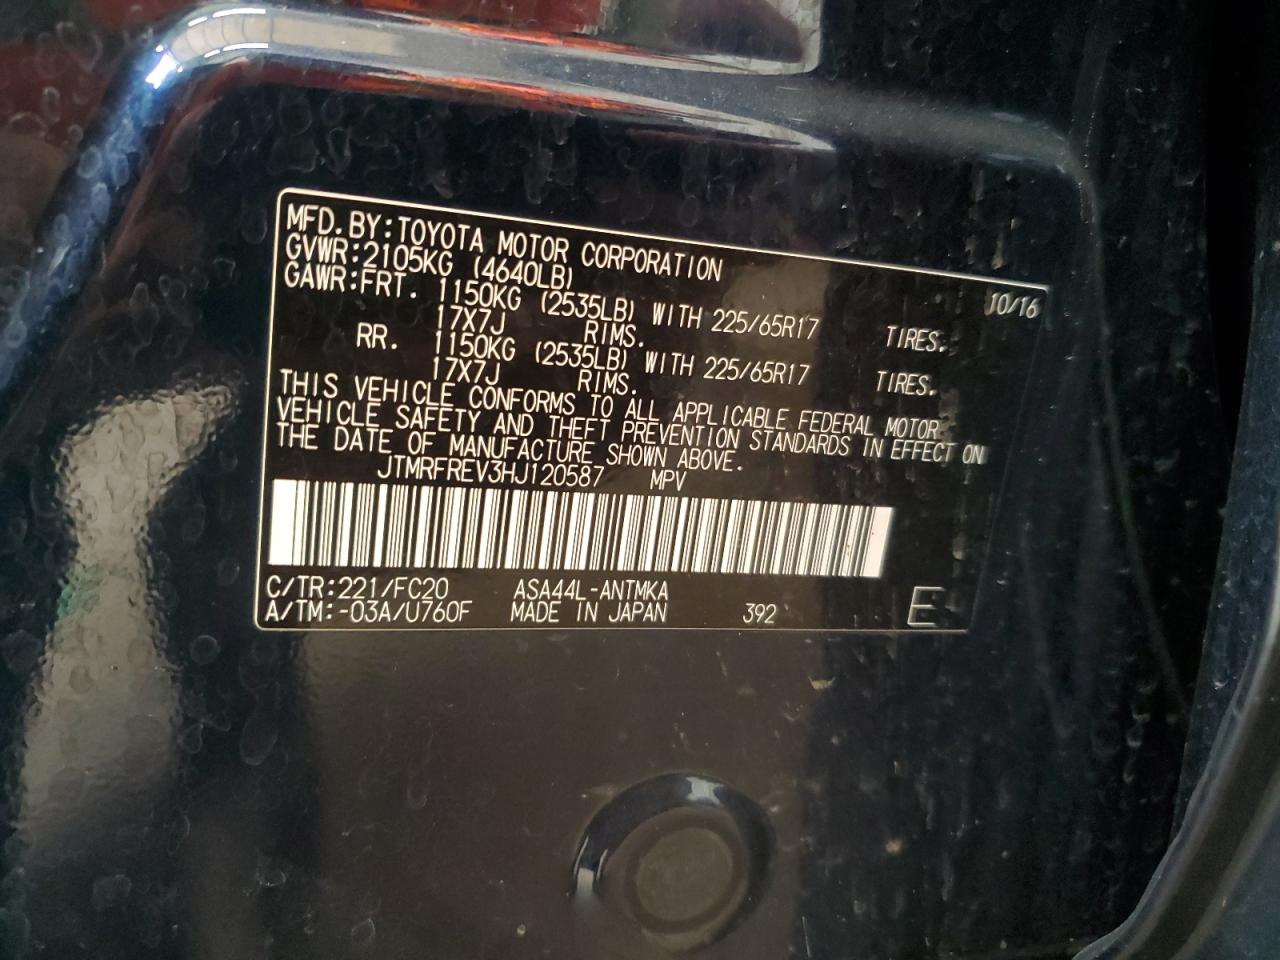 MFD.BY:TOYOTA MOTOR CORPORATION 10/16
GVWR:2105KG (4640LB)
GAWR:FRT. 1150KG (2535LB) WITH 225/65R17 TIRES.
17X7J RIMS.
RR. 1150KG (2535LB) WITH 225/65R17 TIRES.
17X7J RIMS.
THIS VEHICLE CONFORMS TO ALL APPLICABLE FEDERAL MOTOR
VEHICLE SAFETY AND THEFT PREVENTION STANDARDS IN EFFECT ON
THE DATE OF MANUFACTURE SHOWN ABOVE.
JTMRFREV3HJ120587 MPV
C/TR:221/FC20 ASA44L-ANTMKA
A/TM:-03A/U760F MADE IN JAPAN 392 E